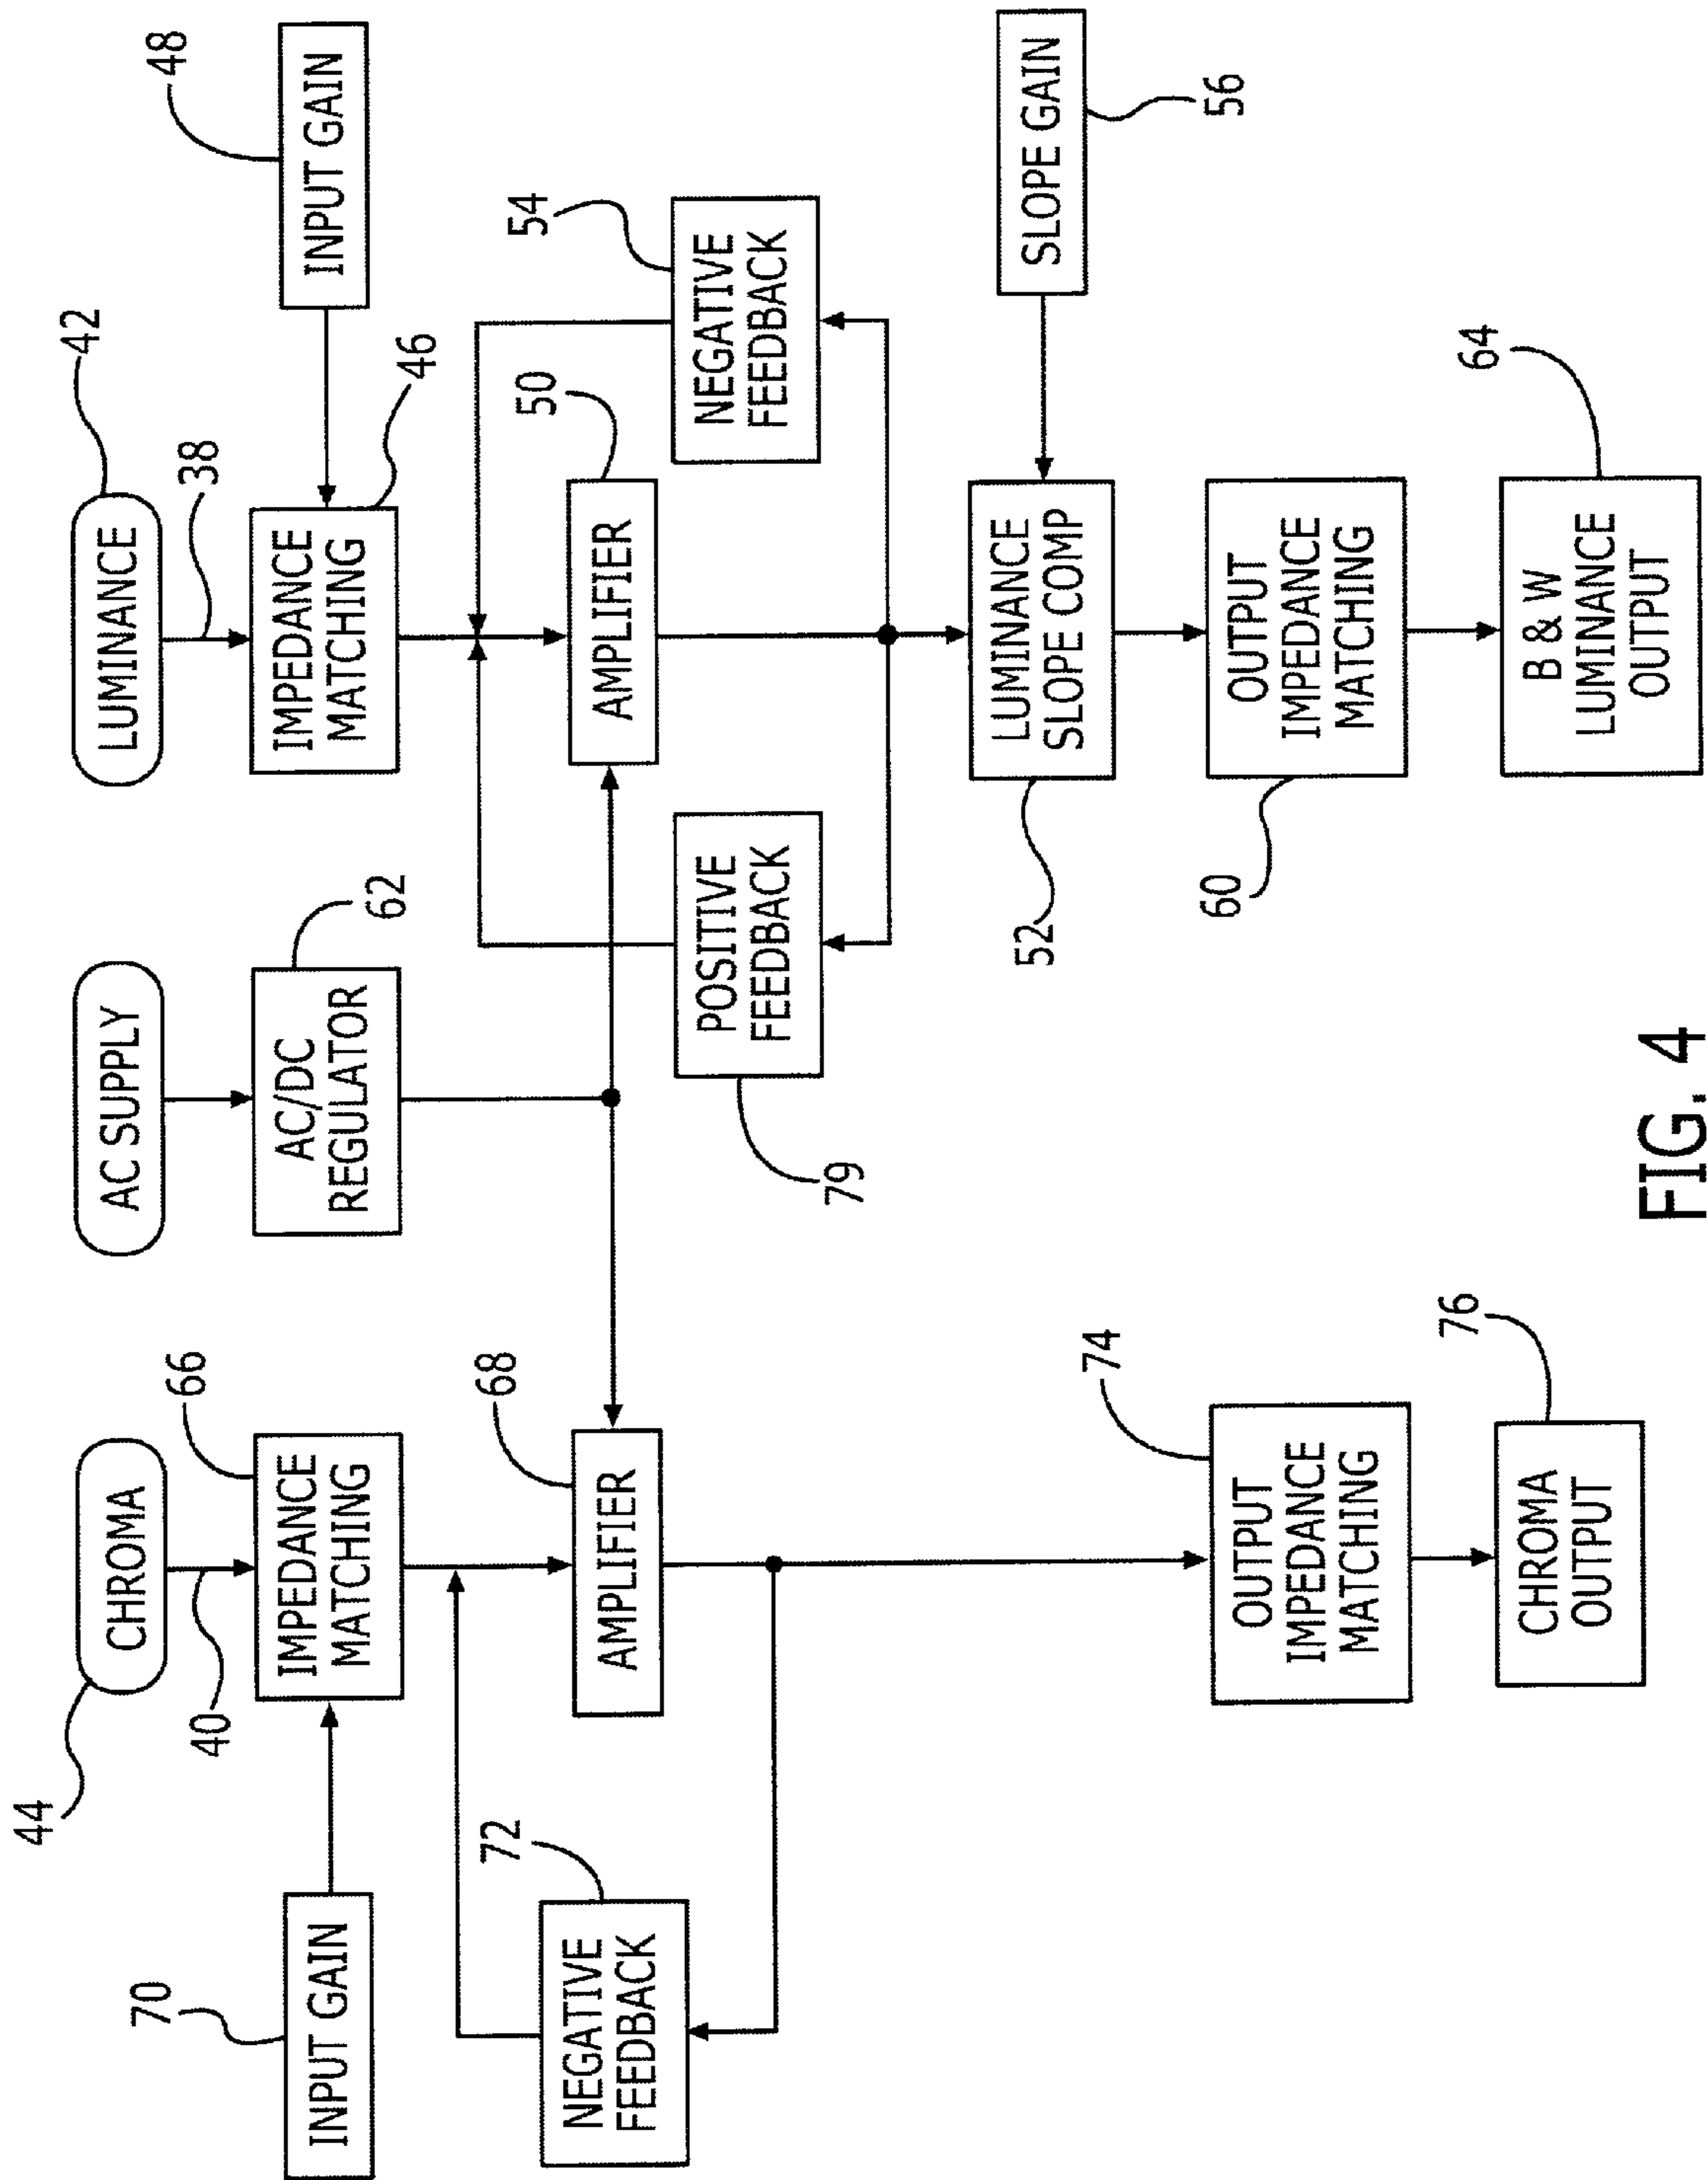 44
CHROMA
40
66
70
INPUT GAIN
IMPEDANCE
MATCHING
72
NEGATIVE
FEEDBACK
68
AMPLIFIER
74
OUTPUT
IMPEDANCE
MATCHING
76
CHROMA
OUTPUT
AC SUPPLY
62
AC/DC
REGULATOR
LUMINANCE
42
38
48
INPUT GAIN
IMPEDANCE
MATCHING
46
POSITIVE
FEEDBACK
79
AMPLIFIER
50
54
NEGATIVE
FEEDBACK
LUMINANCE
SLOPE COMP
52
SLOPE GAIN
56
OUTPUT
IMPEDANCE
MATCHING
60
B & W
LUMINANCE
OUTPUT
64
FIG. 4